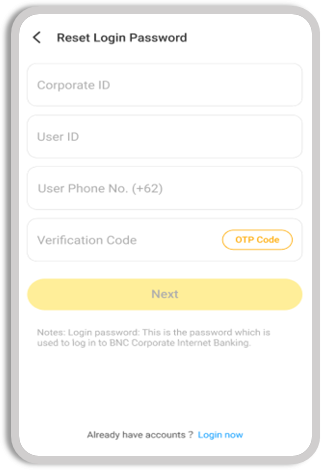 Reset Login Password
Corporate ID
User ID
User Phone No. (+62)
Verification Code
OTP Code
Next
Notes: Login password: This is the password which is
used to log in to BNC Corporate Internet Banking.
Already have accounts ? Login now